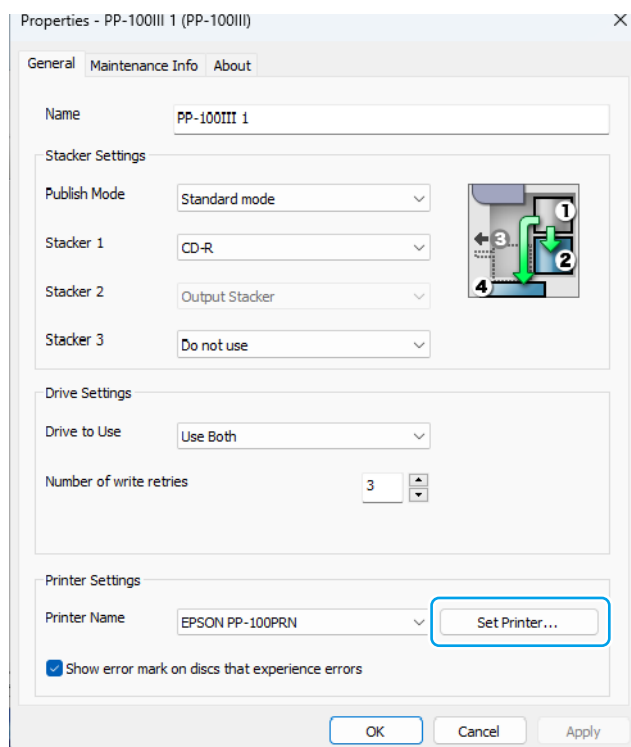 Properties - PP-100III 1 (PP-100III)
General Maintenance Info About
Name PP-100III 1
Stacker Settings
Publish Mode Standard mode
1
Stacker 1 CD-R
3
2
Stacker 2 Output Stacker
4
Stacker 3 Do not use
Drive Settings
Drive to Use Use Both
Number of write retries 3
Printer Settings
Printer Name EPSON PP-100PRN Set Printer...
Show error mark on discs that experience errors
OK Cancel Apply